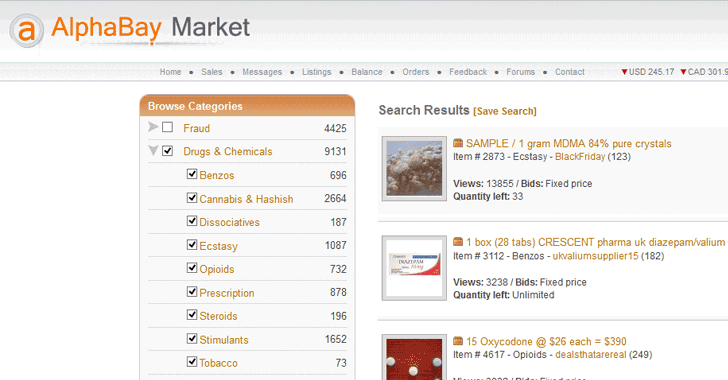 AlphaBay Market
Home • Sales • Messages • Listings • Balance • Orders • Feedback • Forums • Contact ▼USD 245.17 ▼CAD 301.9
Browse Categories
Fraud 4425
Drugs & Chemicals 9131
Benzos 696
Cannabis & Hashish 2664
Dissociatives 187
Ecstasy 1087
Opioids 732
Prescription 878
Steroids 196
Stimulants 1652
Tobacco 73
Search Results [Save Search]
SAMPLE / 1 gram MDMA 84% pure crystals
Item # 2873 - Ecstasy - BlackFriday (123)
Views: 13855 / Bids: Fixed price
Quantity left: 33
1 box (28 tabs) CRESCENT pharma uk diazepam/valium
Item # 3112 - Benzos - ukvaliumsupplier15 (182)
DIAZEPAM
Views: 3238 / Bids: Fixed price
Quantity left: Unlimited
15 Oxycodone @ $26 each = $390
Item # 4617 - Opioids - dealsthatarereal (249)